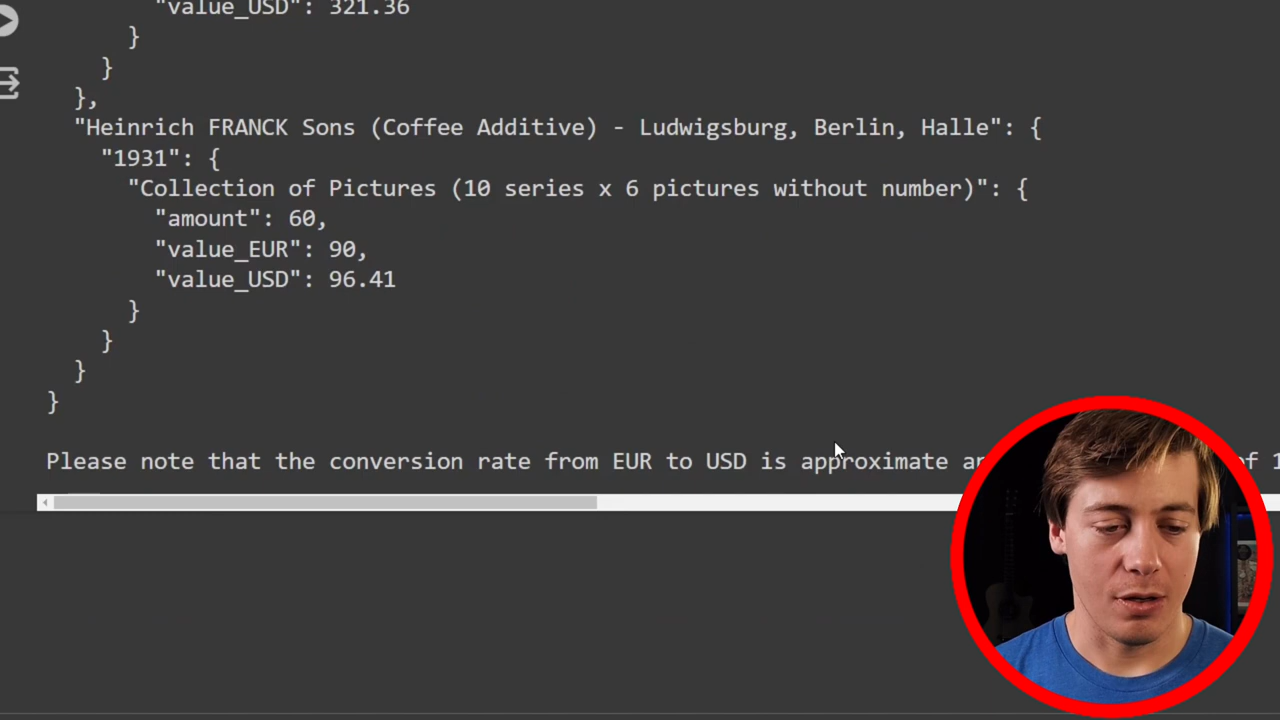 "value_USD": 321.36
}
}
},
"Heinrich FRANCK Sons (Coffee Additive) - Ludwigsburg, Berlin, Halle": {
"1931": {
"Collection of Pictures (10 series x 6 pictures without number)": {
"amount": 60,
"value_EUR": 90,
"value_USD": 96.41
}
}
}
}
Please note that the conversion rate from EUR to USD is approximate of 1